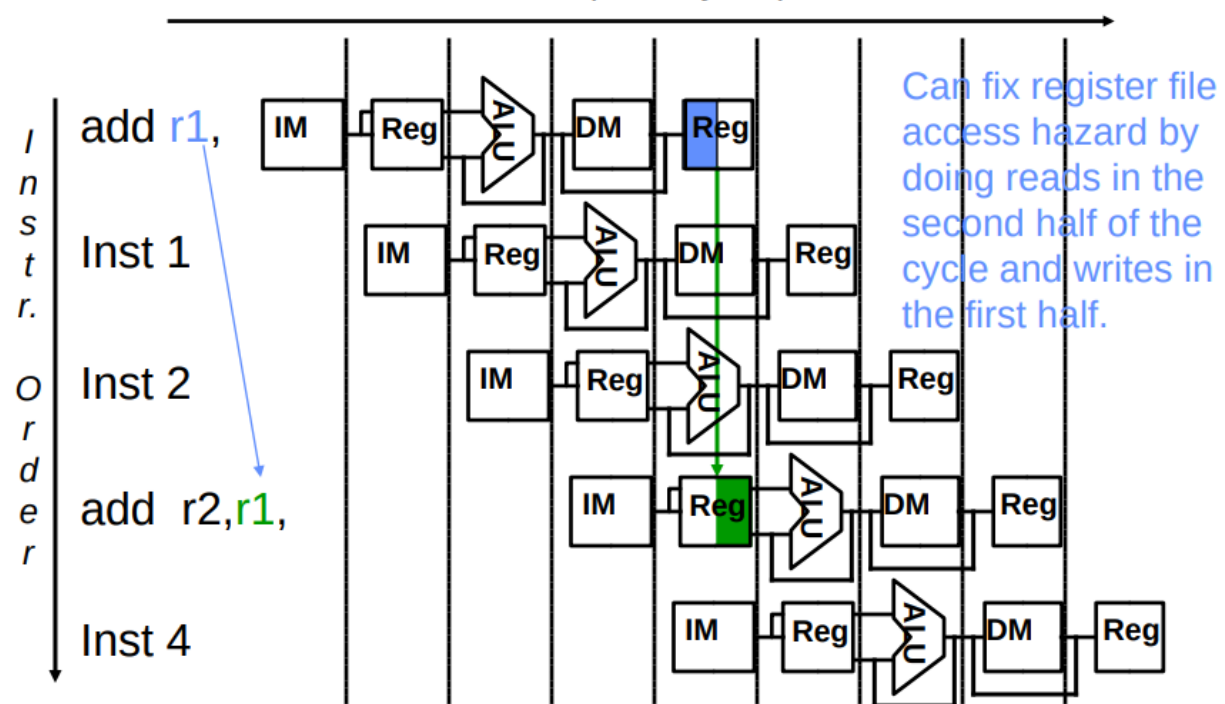 add r1,
IM Reg ALU DM Reg
Can fix register file
access hazard by
doing reads in the
second half of the
cycle and writes in
the first half.
Inst 1
IM Reg ALU DM Reg
Inst 2
IM Reg ALU DM Reg
add r2,r1,
IM Reg ALU DM Reg
Inst 4
IM Reg ALU DM Reg
Instr.
Order